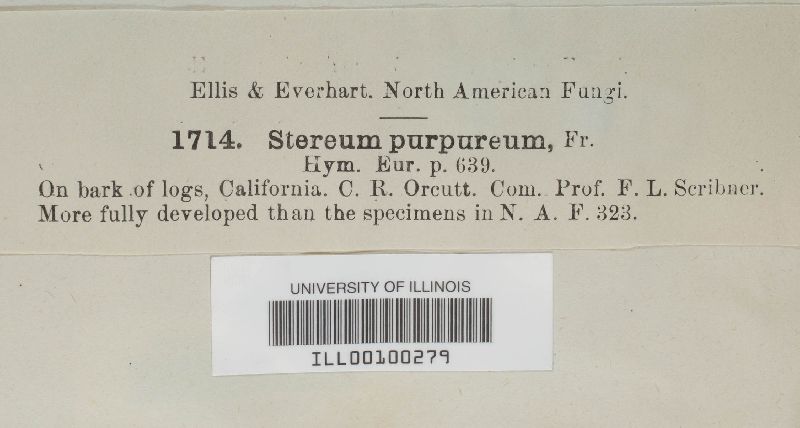 Ellis & Everhart. North American Fungi.
1714. Stereum purpureum, Fr.
Hym. Eur. p. 639.
On bark of logs, California. C. R. Orcutt. Com. Prof. F. L. Scribner.
More fully developed than the specimens in N. A. F. 323.
UNIVERSITY OF ILLINOIS
ILL00100279